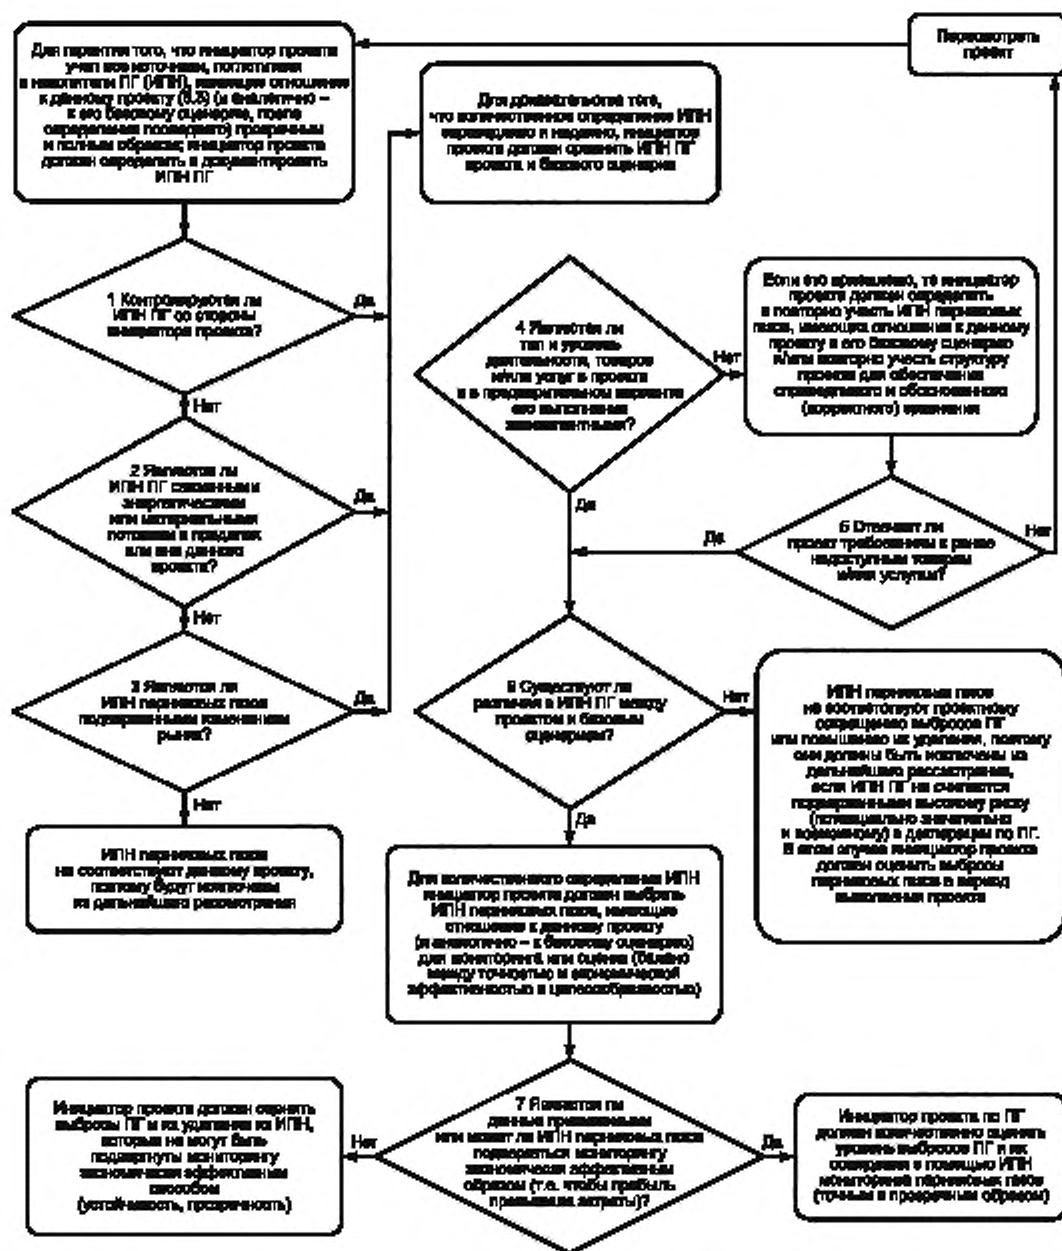 Для гарантии того, что инициатор проекта
учел все источники, поглотители
и накопители ПГ (ИПН), имеющие отношение
к данному проекту (5.3) (и аналогично –
к его базовому сценарию, после
определения последнего) прозрачным
и полным образом; инициатор проекта
должен определить и документировать
ИПН ПГ
Пересмотреть
проект
Для доказательства того,
что количественное определение ИПН
справедливо и надежно, инициатор
проекта должен сравнить ИПН ПГ
проекта и базового сценария
1 Контролируются ли
ИПН ПГ со стороны
инициатора проекта?
Да
Нет
2 Являются ли
ИПН ПГ связанными
энергетическими
или материальными
потоками в пределах
или вне данного
проекта?
Да
Нет
3 Являются ли
ИПН парниковых газов
подверженными изменениям
рынка?
Да
Нет
ИПН парниковых газов
не соответствуют данному проекту,
поэтому будут исключены
из дальнейшего рассмотрения
4 Является ли
тип и уровень
деятельности, товаров
и/или услуг в проекте
и в предварительном варианте
его выполнения
эквивалентными?
Нет
Да
Если это приемлемо, то инициатор
проекта должен определить
и повторно учесть ИПН парниковых
газов, имеющих отношение к данному
проекту и его базовому сценарию
и/или повторно учесть структуру
проекта для обеспечения
справедливого и обоснованного
(корректного) сравнения
5 Отвечает ли
проект требованиям к ранее
недоступным товарам
и/или услугам?
Да
Нет
6 Существуют ли
различия в ИПН ПГ между
проектом и базовым
сценарием?
Нет
Да
ИПН парниковых газов
не соответствуют проектному
сокращению выбросов ПГ
или повышению их удаления, поэтому
они должны быть исключены из
дальнейшего рассмотрения,
если ИПН ПГ не считаются
подверженными высокому риску
(потенциально значительно
и возможному) в декларации по ПГ.
В этом случае инициатор проекта
должен оценить выбросы
парниковых газов в период
выполнения проекта
Для количественного определения ИПН
инициатор проекта должен выбрать
ИПН парниковых газов, имеющие
отношение к данному проекту
(и аналогично – к базовому сценарию)
для мониторинга или оценки (баланс
между точностью и экономической
эффективностью и целесообразностью)
7 Являются ли
данные приемлемыми
или может ли ИПН парниковых газов
подвергаться мониторингу
экономически эффективным
образом (т.е. чтобы прибыль
превышала затраты)?
Нет
Да
Инициатор проекта должен оценить
выбросы ПГ и их удаления из ИПН,
которые не могут быть
подвергнуты мониторингу
экономически эффективным
способом
(устойчивость, прозрачность)
Инициатор проекта по ПГ
должен количественно оценить
уровень выбросов ПГ и их
с помощью ИПН
мониторинга парниковых газов
(точным и прозрачным образом)